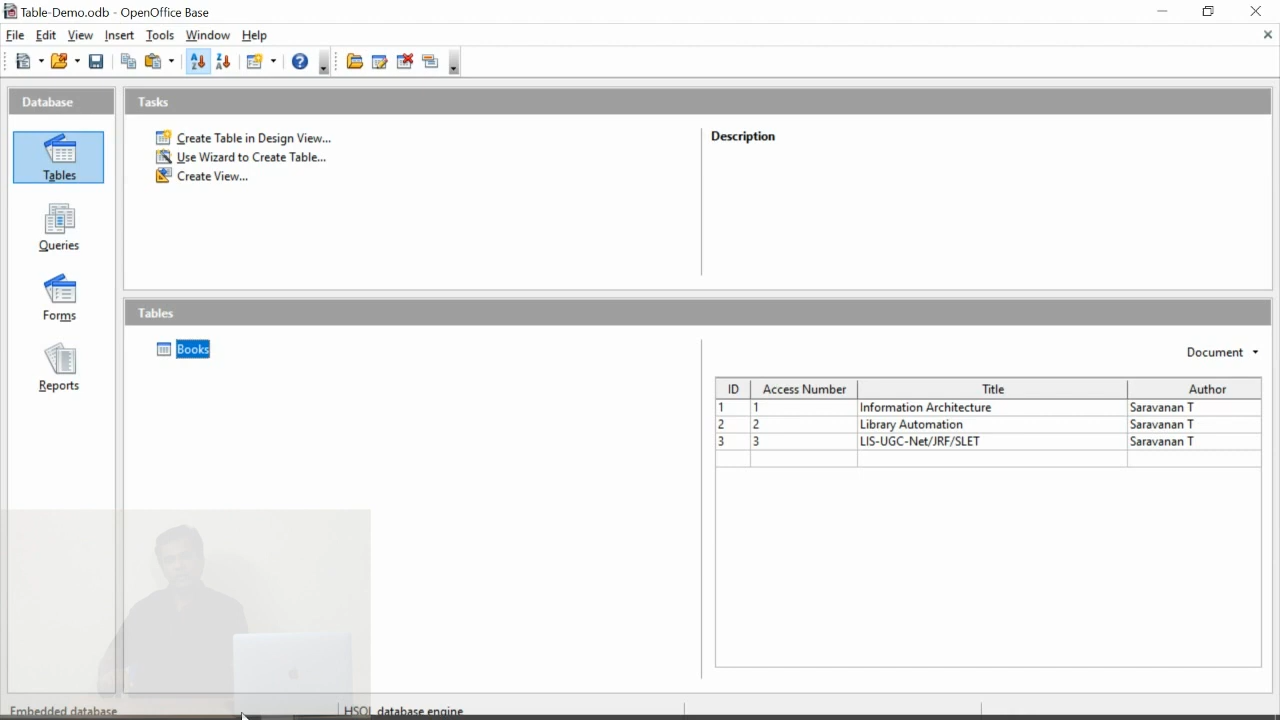 Table-Demo.odb - OpenOffice Base
File Edit View Insert Tools Window Help
Database
Tables
Queries
Forms
Reports
Tasks
Create Table in Design View...
Use Wizard to Create Table...
Create View...
Description
Tables
Books
Document
ID Access Number Title Author
1 1 Information Architecture Saravanan T
2 2 Library Automation Saravanan T
3 3 LIS-UGC-Net/JRF/SLET Saravanan T
Embedded database HSQL database engine